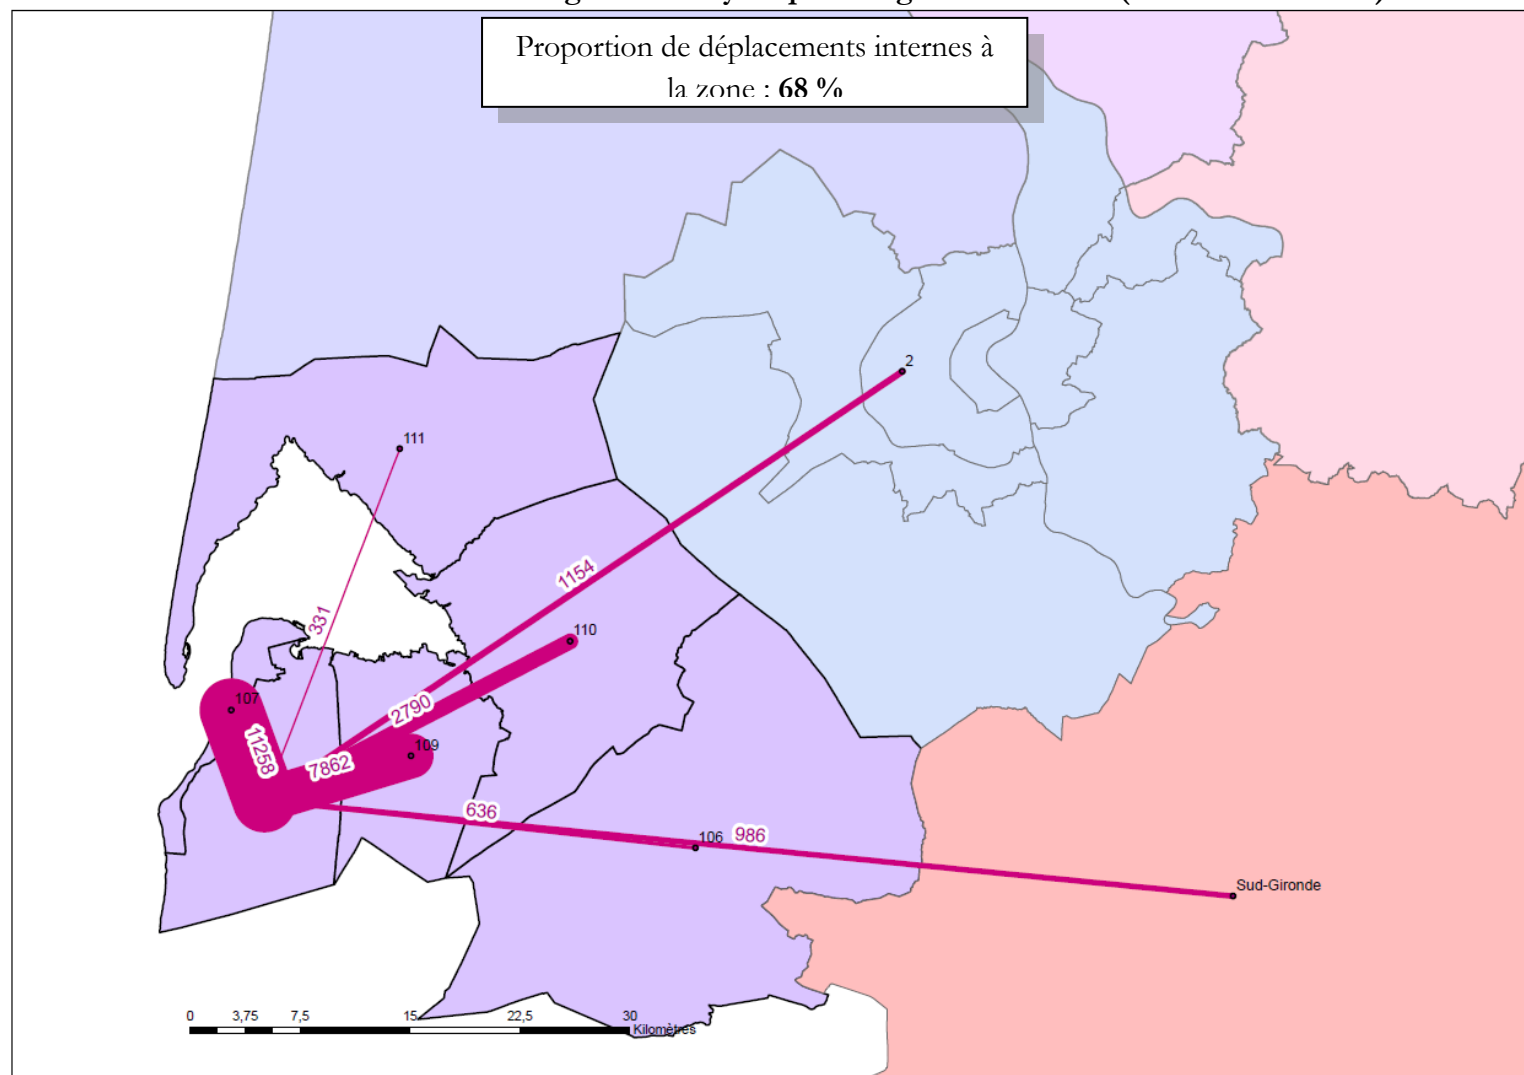 Proportion de déplacements internes à
la zone : 68 %
2
111
1154
331
110
107
2790
11258
109
7862
636
106
986
Sud-Gironde
0 3,75 7,5 15 22,5 30
Kilomètres